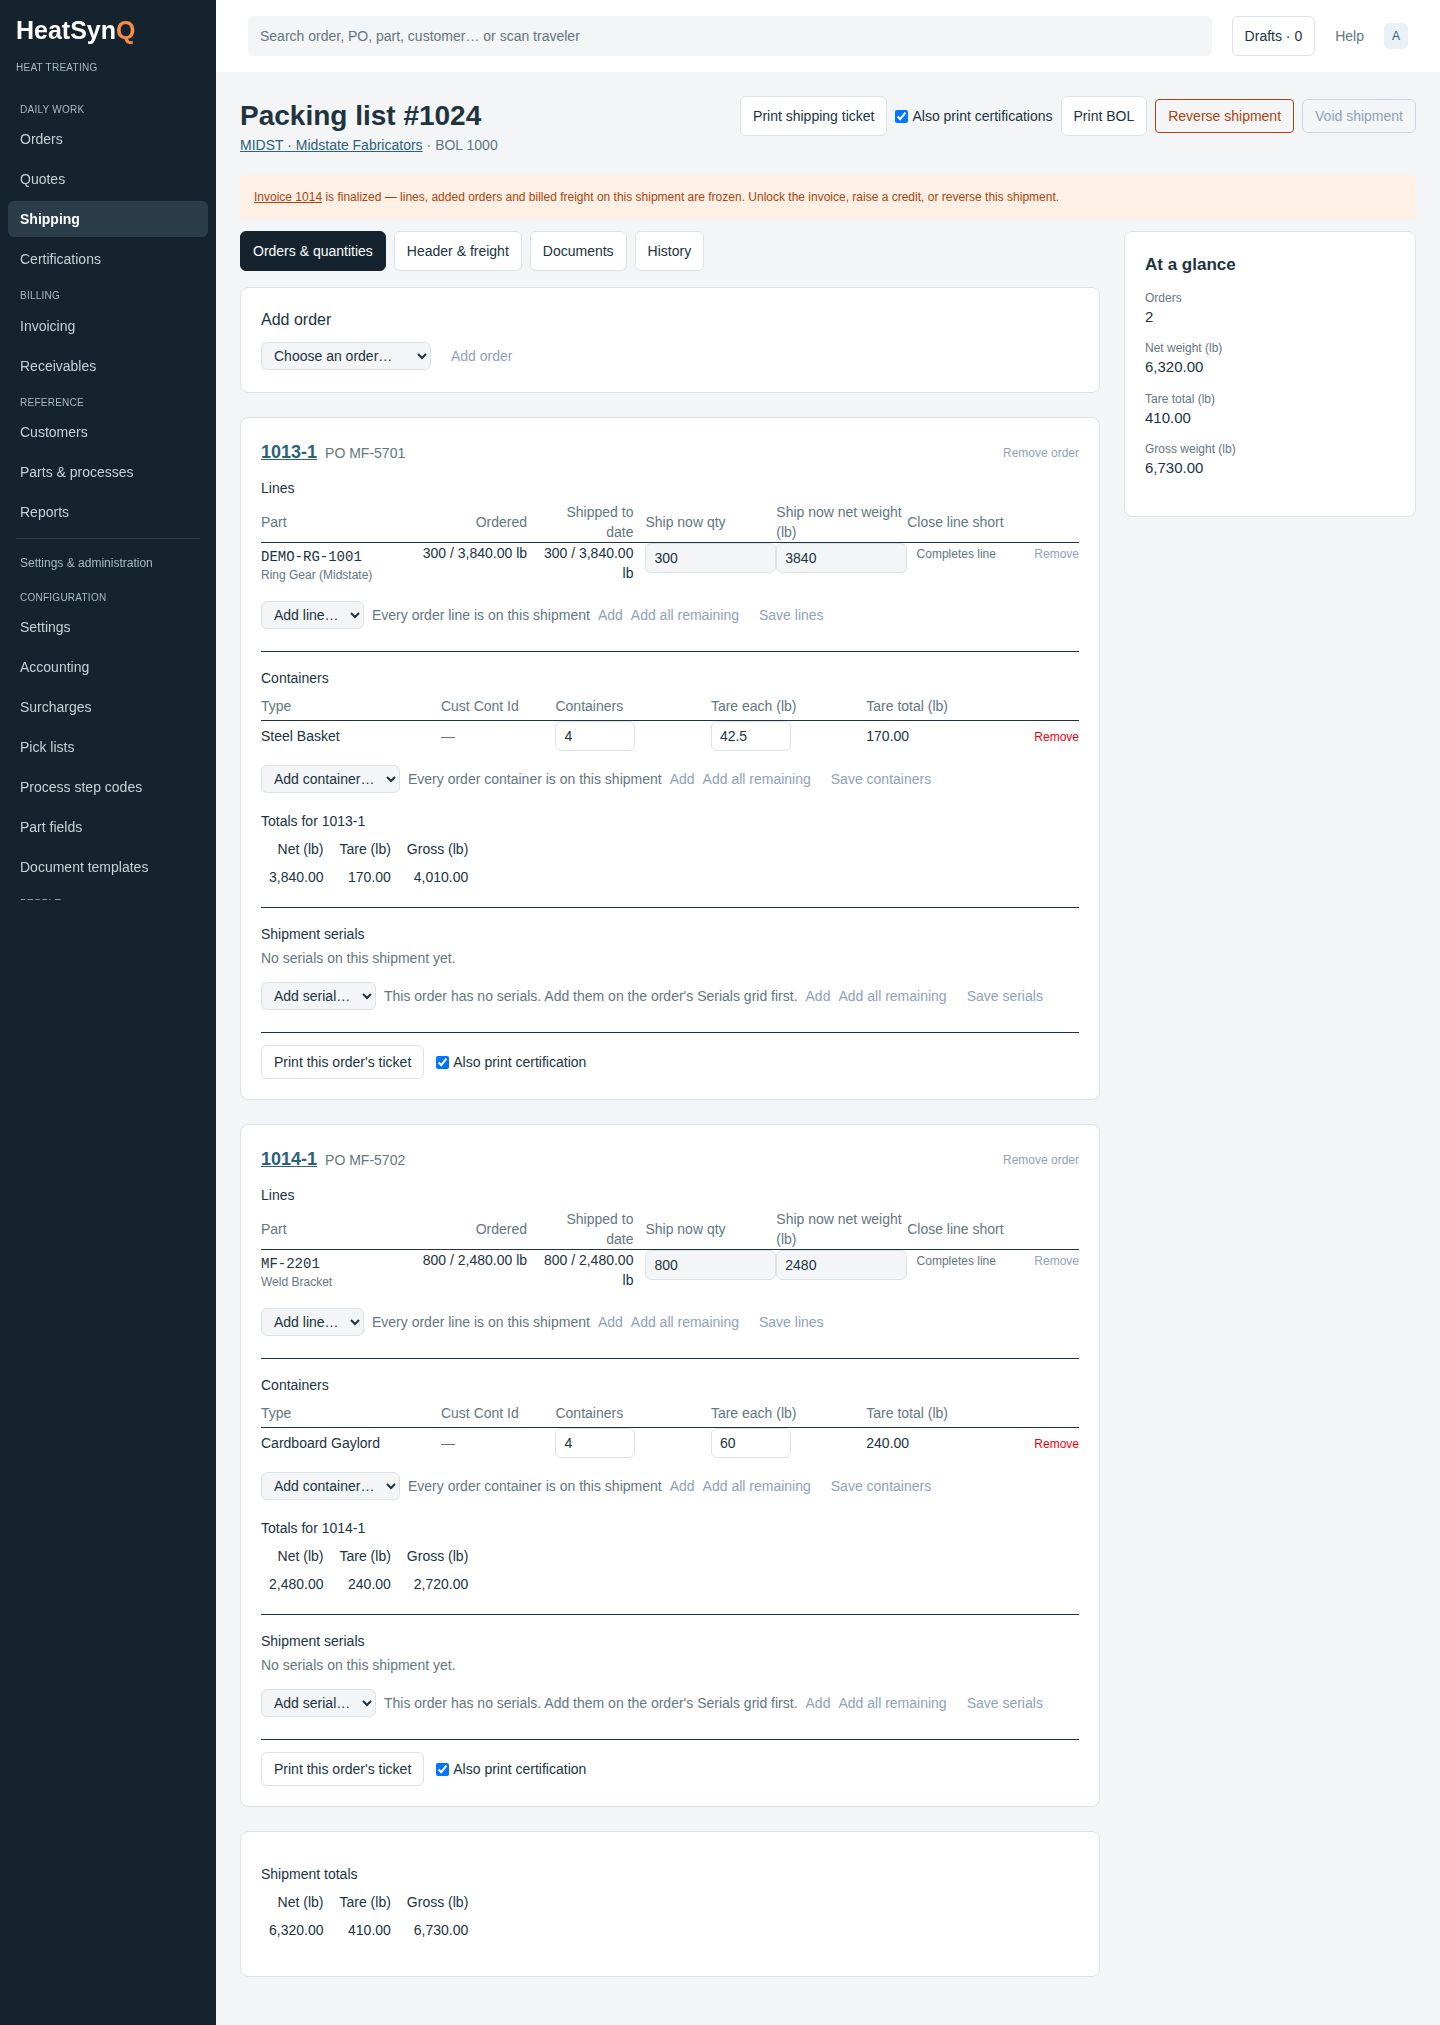 HeatSynQ
HEAT TREATING
DAILY WORK
Orders
Quotes
Shipping
Certifications
BILLING
Invoicing
Receivables
REFERENCE
Customers
Parts & processes
Reports
Settings & administration
CONFIGURATION
Settings
Accounting
Surcharges
Pick lists
Process step codes
Part fields
Document templates
Search order, PO, part, customer… or scan traveler
Drafts · 0
Help
A
Packing list #1024
MIDST · Midstate Fabricators · BOL 1000
Print shipping ticket
Also print certifications
Print BOL
Reverse shipment
Void shipment
Invoice 1014 is finalized — lines, added orders and billed freight on this shipment are frozen. Unlock the invoice, raise a credit, or reverse this shipment.
Orders & quantities
Header & freight
Documents
History
Add order
Choose an order… Add order
1013-1 PO MF-5701 Remove order
Lines
Part Ordered Shipped to date Ship now qty Ship now net weight (lb) Close line short
DEMO-RG-1001 300 / 3,840.00 lb 300 / 3,840.00 lb 300 3840 Completes line Remove
Ring Gear (Midstate)
Add line… Every order line is on this shipment Add Add all remaining Save lines
Containers
Type Cust Cont Id Containers Tare each (lb) Tare total (lb)
Steel Basket — 4 42.5 170.00 Remove
Add container… Every order container is on this shipment Add Add all remaining Save containers
Totals for 1013-1
Net (lb) Tare (lb) Gross (lb)
3,840.00 170.00 4,010.00
Shipment serials
No serials on this shipment yet.
Add serial… This order has no serials. Add them on the order's Serials grid first. Add Add all remaining Save serials
Print this order's ticket Also print certification
1014-1 PO MF-5702 Remove order
Lines
Part Ordered Shipped to date Ship now qty Ship now net weight (lb) Close line short
MF-2201 800 / 2,480.00 lb 800 / 2,480.00 lb 800 2480 Completes line Remove
Weld Bracket
Add line… Every order line is on this shipment Add Add all remaining Save lines
Containers
Type Cust Cont Id Containers Tare each (lb) Tare total (lb)
Cardboard Gaylord — 4 60 240.00 Remove
Add container… Every order container is on this shipment Add Add all remaining Save containers
Totals for 1014-1
Net (lb) Tare (lb) Gross (lb)
2,480.00 240.00 2,720.00
Shipment serials
No serials on this shipment yet.
Add serial… This order has no serials. Add them on the order's Serials grid first. Add Add all remaining Save serials
Print this order's ticket Also print certification
Shipment totals
Net (lb) Tare (lb) Gross (lb)
6,320.00 410.00 6,730.00
At a glance
Orders
2
Net weight (lb)
6,320.00
Tare total (lb)
410.00
Gross weight (lb)
6,730.00